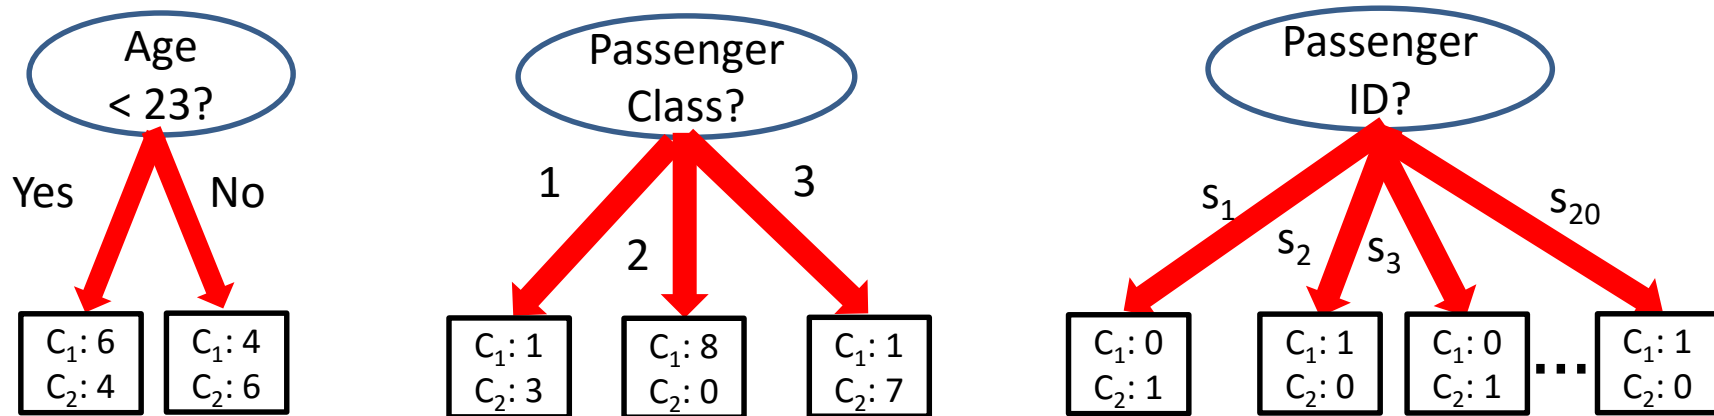 Age
< 23?
Yes
No
C₁: 6
C₂: 4
C₁: 4
C₂: 6
Passenger
Class?
1
2
3
C₁: 1
C₂: 3
C₁: 8
C₂: 0
C₁: 1
C₂: 7
Passenger
ID?
s₁
s₂
s₃
s₂₀
C₁: 0
C₂: 1
C₁: 1
C₂: 0
C₁: 0
C₂: 1
...
C₁: 1
C₂: 0